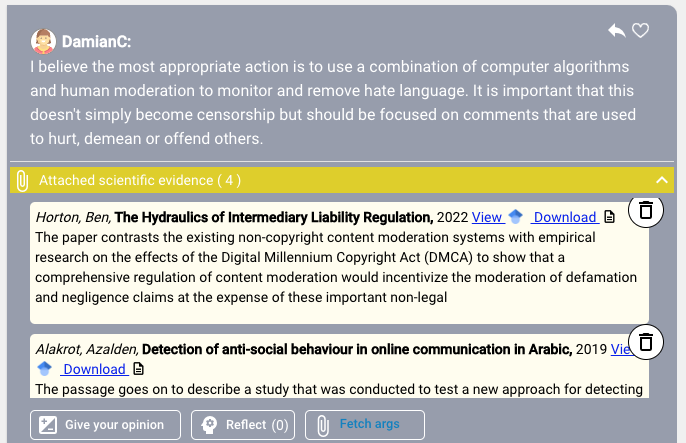 DamianC:
I believe the most appropriate action is to use a combination of computer algorithms
and human moderation to monitor and remove hate language. It is important that this
doesn't simply become censorship but should be focused on comments that are used
to hurt, demean or offend others.
Attached scientific evidence ( 4 )
Horton, Ben, The Hydraulics of Intermediary Liability Regulation, 2022 View Download
The paper contrasts the existing non-copyright content moderation systems with empirical
research on the effects of the Digital Millennium Copyright Act (DMCA) to show that a
comprehensive regulation of content moderation would incentivize the moderation of defamation
and negligence claims at the expense of these important non-legal
Alakrot, Azalden, Detection of anti-social behaviour in online communication in Arabic, 2019
Download
The passage goes on to describe a study that was conducted to test a new approach for detecting
Give your opinion Reflect (0) Fetch args